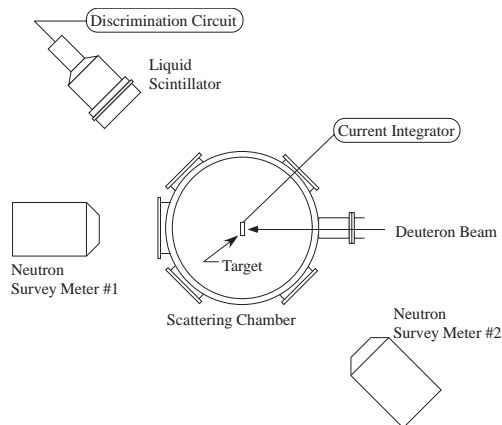 Discrimination Circuit
Liquid
Scintillator
Current Integrator
Deuteron Beam
Neutron
Survey Meter #1
Target
Scattering Chamber
Neutron
Survey Meter #2